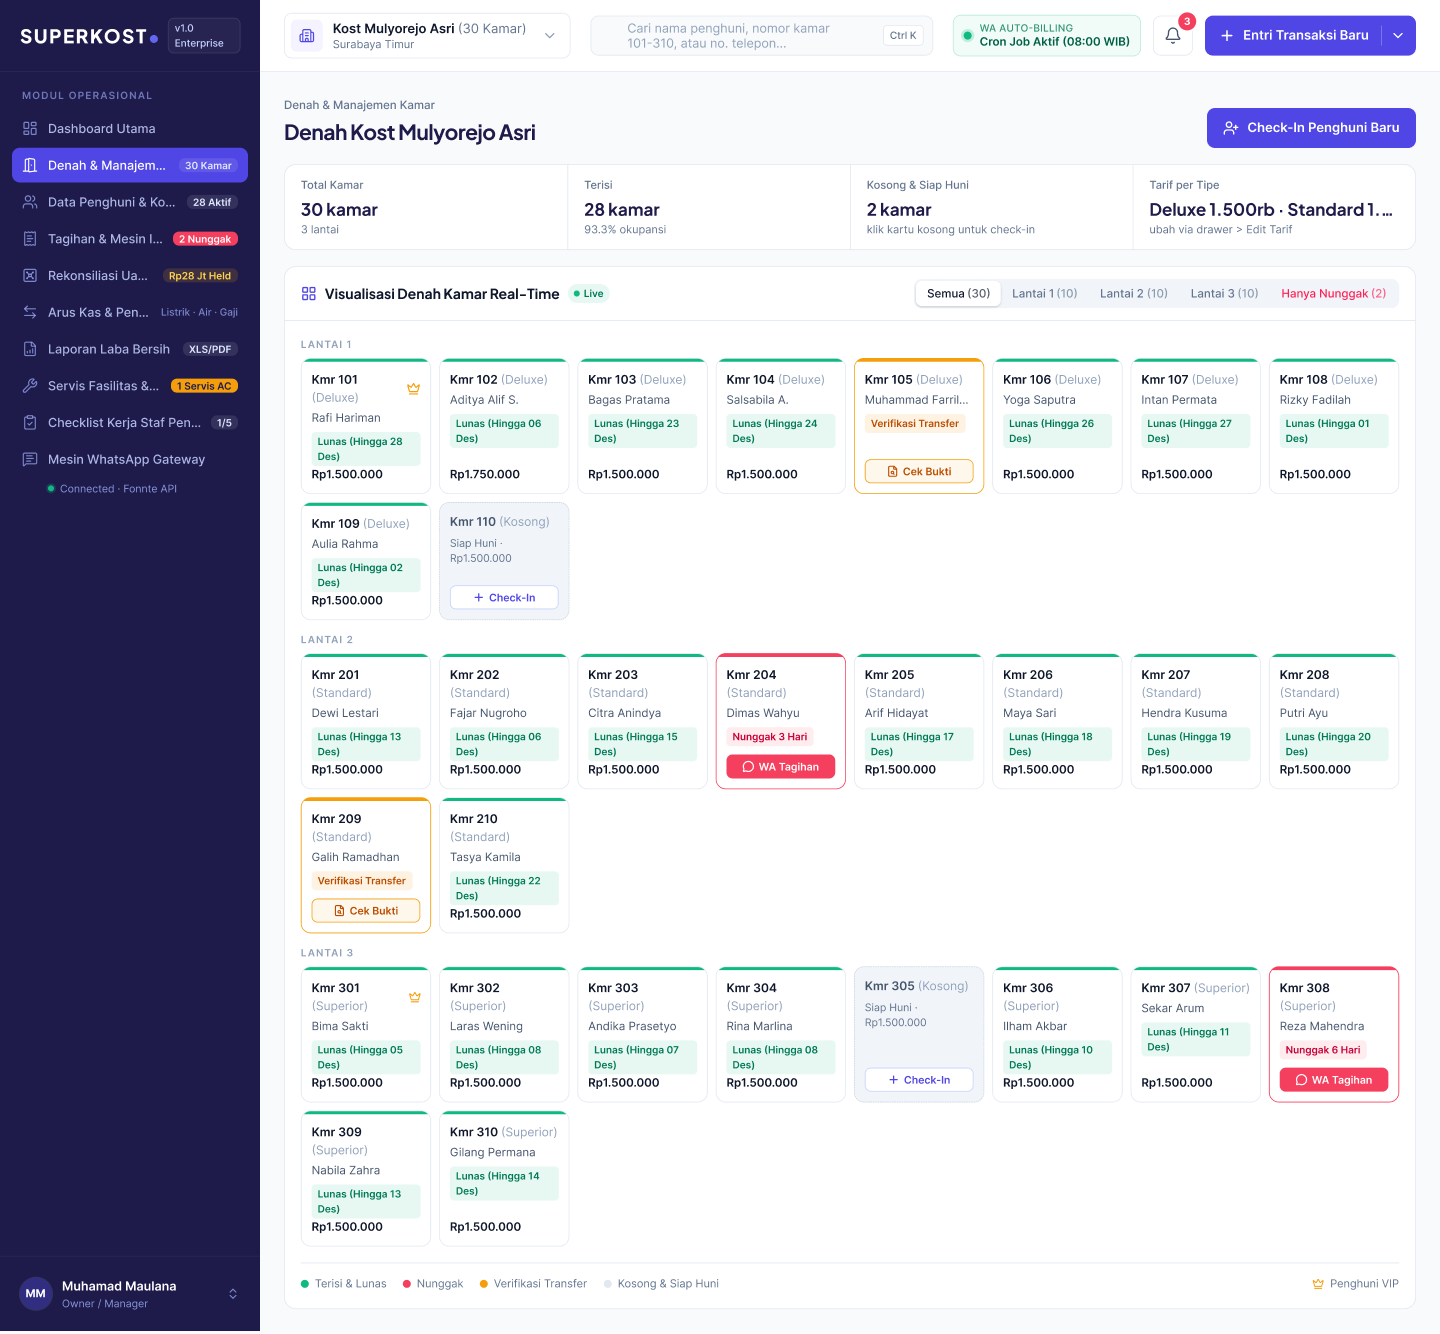 SUPERKOST
v1.0
Enterprise
MODUL OPERASIONAL
Dashboard Utama
Denah & Manajem...
30 Kamar
Data Penghuni & Ko...
28 Aktif
Tagihan & Mesin I...
2 Nunggak
Rekonsiliasi Ua...
Rp28 Jt Held
Arus Kas & Pen...
Listrik · Air · Gaji
Laporan Laba Bersih
XLS/PDF
Servis Fasilitas &...
1 Servis AC
Checklist Kerja Staf Pen...
1/5
Mesin WhatsApp Gateway
Connected · Fonnte API
MM
Muhamad Maulana
Owner / Manager
Kost Mulyorejo Asri (30 Kamar)
Surabaya Timur
Cari nama penghuni, nomor kamar
101-310, atau no. telepon...
Ctrl K
WA AUTO-BILLING
Cron Job Aktif (08:00 WIB)
3
Entri Transaksi Baru
Denah & Manajemen Kamar
Denah Kost Mulyorejo Asri
Check-In Penghuni Baru
Total Kamar
30 kamar
3 lantai
Terisi
28 kamar
93.3% okupansi
Kosong & Siap Huni
2 kamar
klik kartu kosong untuk check-in
Tarif per Tipe
Deluxe 1.500rb · Standard 1....
ubah via drawer > Edit Tarif
Visualisasi Denah Kamar Real-Time
Live
Semua (30)
Lantai 1 (10)
Lantai 2 (10)
Lantai 3 (10)
Hanya Nunggak (2)
LANTAI 1
Kmr 101
(Deluxe)
Rafi Hariman
Lunas (Hingga 28
Des)
Rp1.500.000
Kmr 102 (Deluxe)
Aditya Alif S.
Lunas (Hingga 06
Des)
Rp1.750.000
Kmr 103 (Deluxe)
Bagas Pratama
Lunas (Hingga 23
Des)
Rp1.500.000
Kmr 104 (Deluxe)
Salsabila A.
Lunas (Hingga 24
Des)
Rp1.500.000
Kmr 105 (Deluxe)
Muhammad Farril...
Verifikasi Transfer
Cek Bukti
Kmr 106 (Deluxe)
Yoga Saputra
Lunas (Hingga 26
Des)
Rp1.500.000
Kmr 107 (Deluxe)
Intan Permata
Lunas (Hingga 27
Des)
Rp1.500.000
Kmr 108 (Deluxe)
Rizky Fadilah
Lunas (Hingga 01
Des)
Rp1.500.000
Kmr 109 (Deluxe)
Aulia Rahma
Lunas (Hingga 02
Des)
Rp1.500.000
Kmr 110 (Kosong)
Siap Huni ·
Rp1.500.000
Check-In
LANTAI 2
Kmr 201
(Standard)
Dewi Lestari
Lunas (Hingga 13
Des)
Rp1.500.000
Kmr 202
(Standard)
Fajar Nugroho
Lunas (Hingga 06
Des)
Rp1.500.000
Kmr 203
(Standard)
Citra Anindya
Lunas (Hingga 15
Des)
Rp1.500.000
Kmr 204
(Standard)
Dimas Wahyu
Nunggak 3 Hari
WA Tagihan
Kmr 205
(Standard)
Arif Hidayat
Lunas (Hingga 17
Des)
Rp1.500.000
Kmr 206
(Standard)
Maya Sari
Lunas (Hingga 18
Des)
Rp1.500.000
Kmr 207
(Standard)
Hendra Kusuma
Lunas (Hingga 19
Des)
Rp1.500.000
Kmr 208
(Standard)
Putri Ayu
Lunas (Hingga 20
Des)
Rp1.500.000
Kmr 209
(Standard)
Galih Ramadhan
Verifikasi Transfer
Cek Bukti
Kmr 210
(Standard)
Tasya Kamila
Lunas (Hingga 22
Des)
Rp1.500.000
LANTAI 3
Kmr 301
(Superior)
Bima Sakti
Lunas (Hingga 05
Des)
Rp1.500.000
Kmr 302
(Superior)
Laras Wening
Lunas (Hingga 08
Des)
Rp1.500.000
Kmr 303
(Superior)
Andika Prasetyo
Lunas (Hingga 07
Des)
Rp1.500.000
Kmr 304
(Superior)
Rina Marlina
Lunas (Hingga 08
Des)
Rp1.500.000
Kmr 305 (Kosong)
Siap Huni ·
Rp1.500.000
Check-In
Kmr 306
(Superior)
Ilham Akbar
Lunas (Hingga 10
Des)
Rp1.500.000
Kmr 307 (Superior)
Sekar Arum
Lunas (Hingga 11
Des)
Rp1.500.000
Kmr 308
(Superior)
Reza Mahendra
Nunggak 6 Hari
WA Tagihan
Kmr 309
(Superior)
Nabila Zahra
Lunas (Hingga 13
Des)
Rp1.500.000
Kmr 310 (Superior)
Gilang Permana
Lunas (Hingga 14
Des)
Rp1.500.000
Terisi & Lunas
Nunggak
Verifikasi Transfer
Kosong & Siap Huni
Penghuni VIP